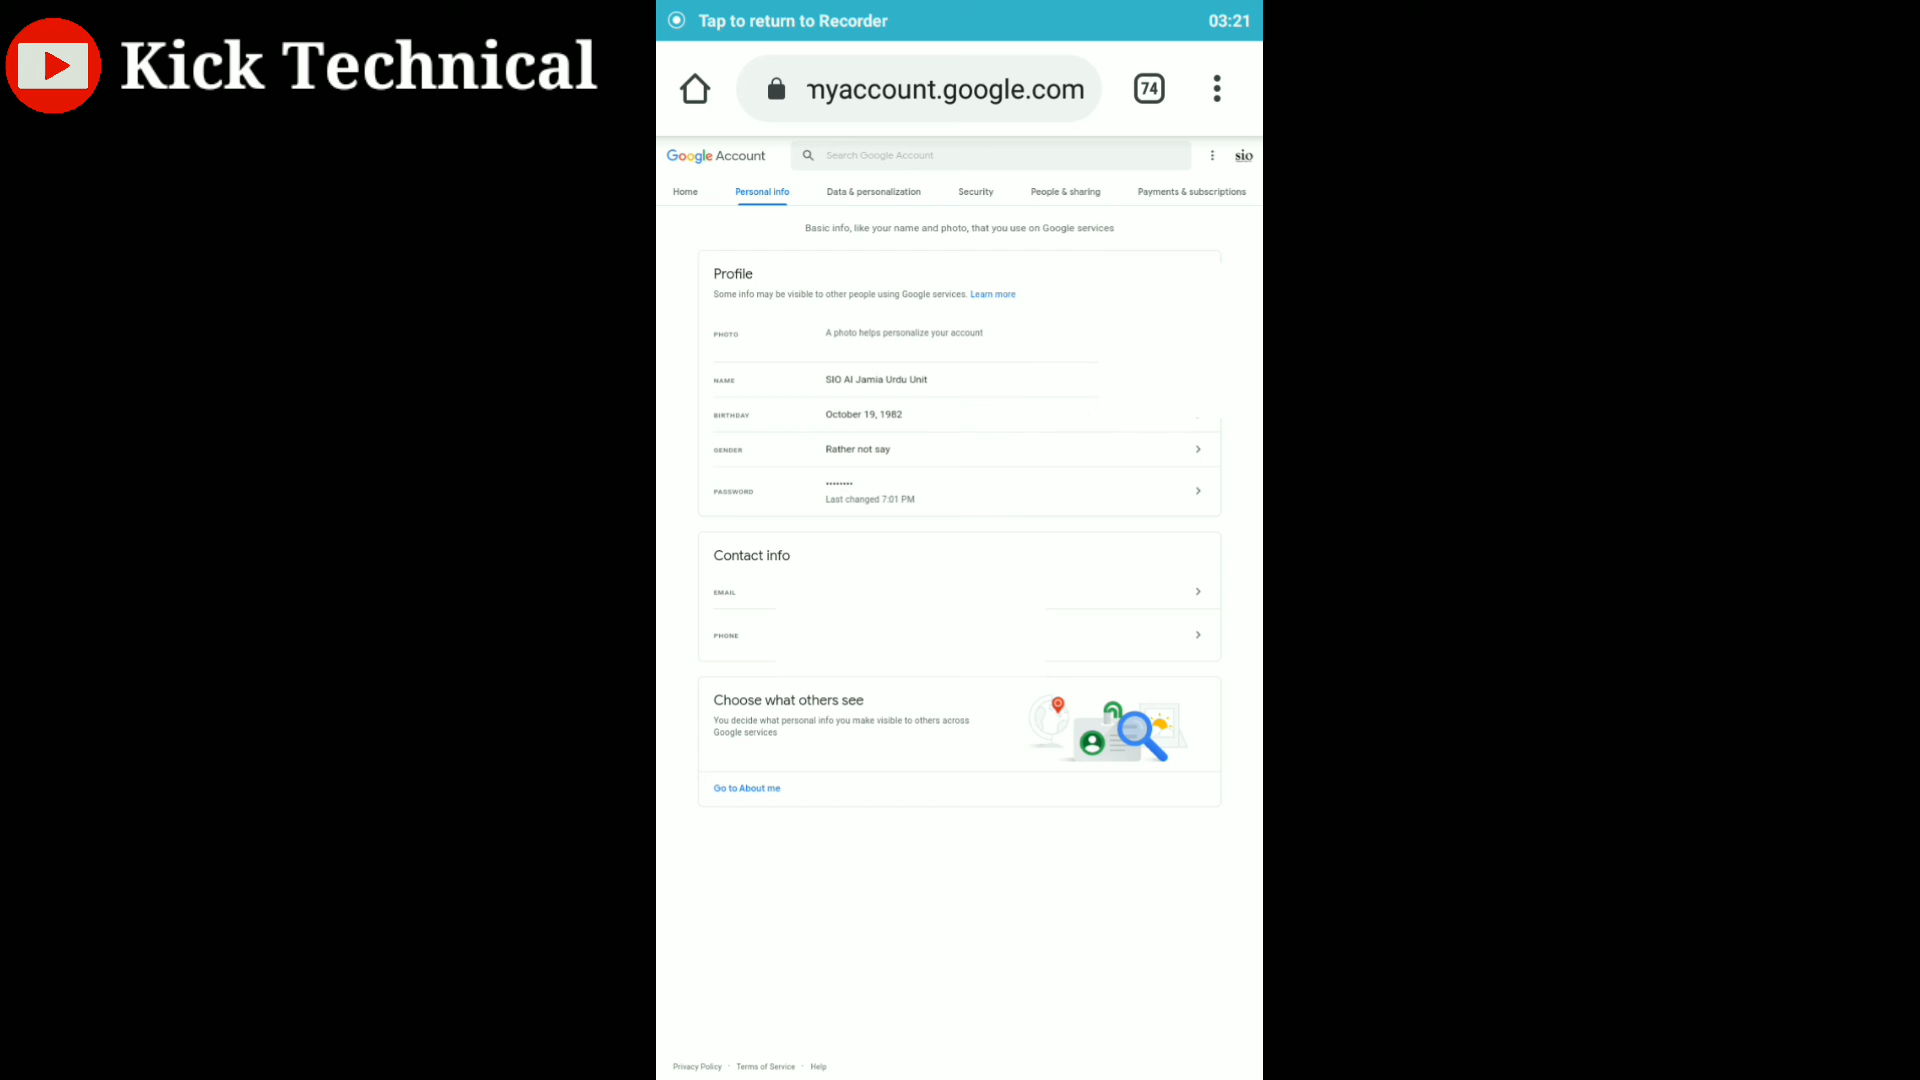 Kick Technical
Tap to return to Recorder 03:21
myaccount.google.com 74
Google Account Search Google Account sio
Home Personal info Data & personalization Security People & sharing Payments & subscriptions
Basic info, like your name and photo, that you use on Google services
Profile
Some info may be visible to other people using Google services. Learn more
PHOTO A photo helps personalize your account
NAME SIO Al Jamia Urdu Unit
BIRTHDAY October 19, 1982
GENDER Rather not say
PASSWORD ••••••••
Last changed 7:01 PM
Contact info
EMAIL
PHONE
Choose what others see
You decide what personal info you make visible to others across
Google services
Go to About me
Privacy Policy · Terms of Service · Help